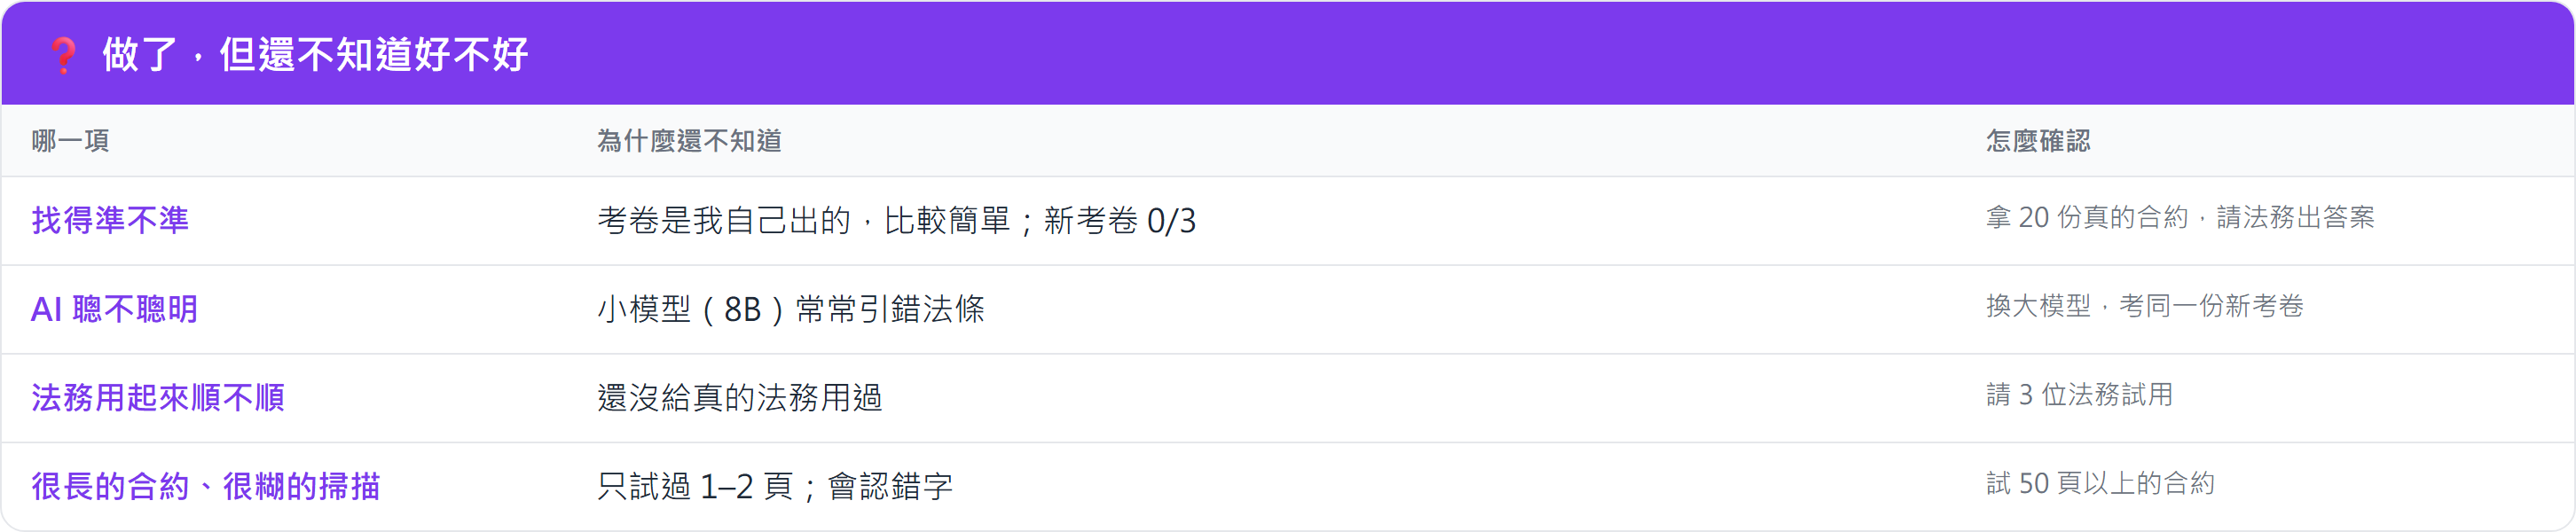 ❓ 做了，但還不知道好不好
哪一項 為什麼還不知道 怎麼確認
找得準不準 考卷是我自己出的，比較簡單；新考卷 0/3 拿 20 份真的合約，請法務出答案
AI 聰不聰明 小模型（8B）常常引錯法條 換大模型，考同一份新考卷
法務用起來順不順 還沒給真的法務用過 請 3 位法務試用
很長的合約、很糊的掃描 只試過 1–2 頁；會認錯字 試 50 頁以上的合約